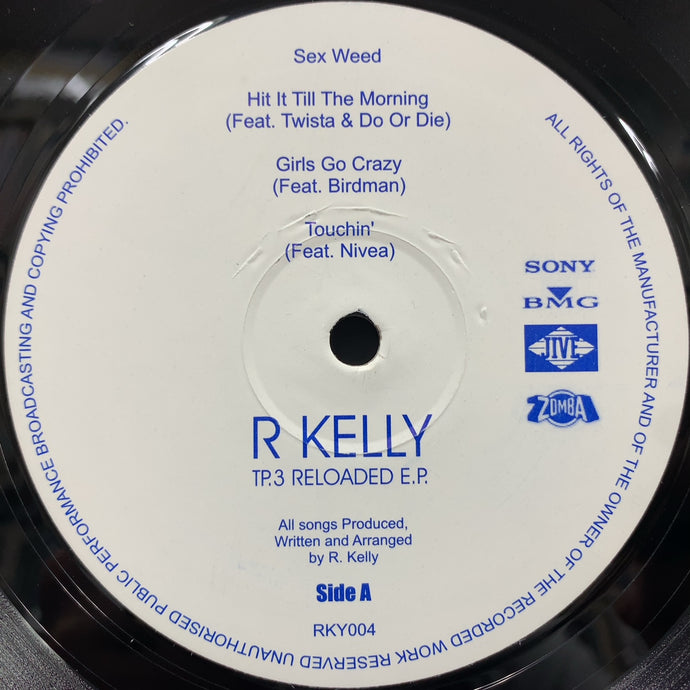 Sex Weed
Hit It Till The Morning
(Feat. Twista & Do Or Die)
Girls Go Crazy
(Feat. Birdman)
Touchin'
(Feat. Nivea)
SONY
BMG
JIVE
ZOMBA
R KELLY
TP.3 RELOADED E.P.
All songs Produced,
Written and Arranged
by R. Kelly
Side A
RKY004
ALL RIGHTS OF THE MANUFACTURER AND OF THE OWNER OF THE RECORDED WORK RESERVED UNAUTHORISED PUBLIC PERFORMANCE BROADCASTING AND COPYING PROHIBITED.